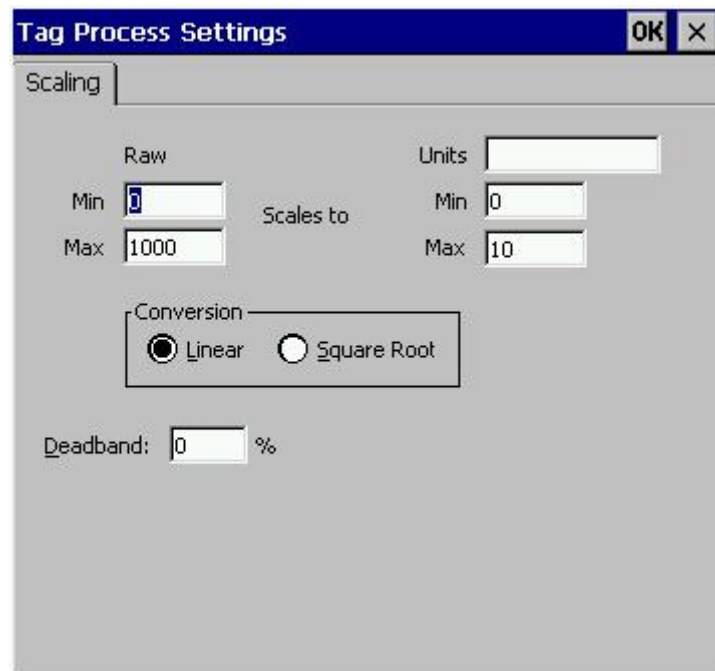 Tag Process Settings OK ×
Scaling
Raw Units
Min 0 Scales to Min 0
Max 1000 Max 10
Conversion
Linear Square Root
Deadband: 0 %